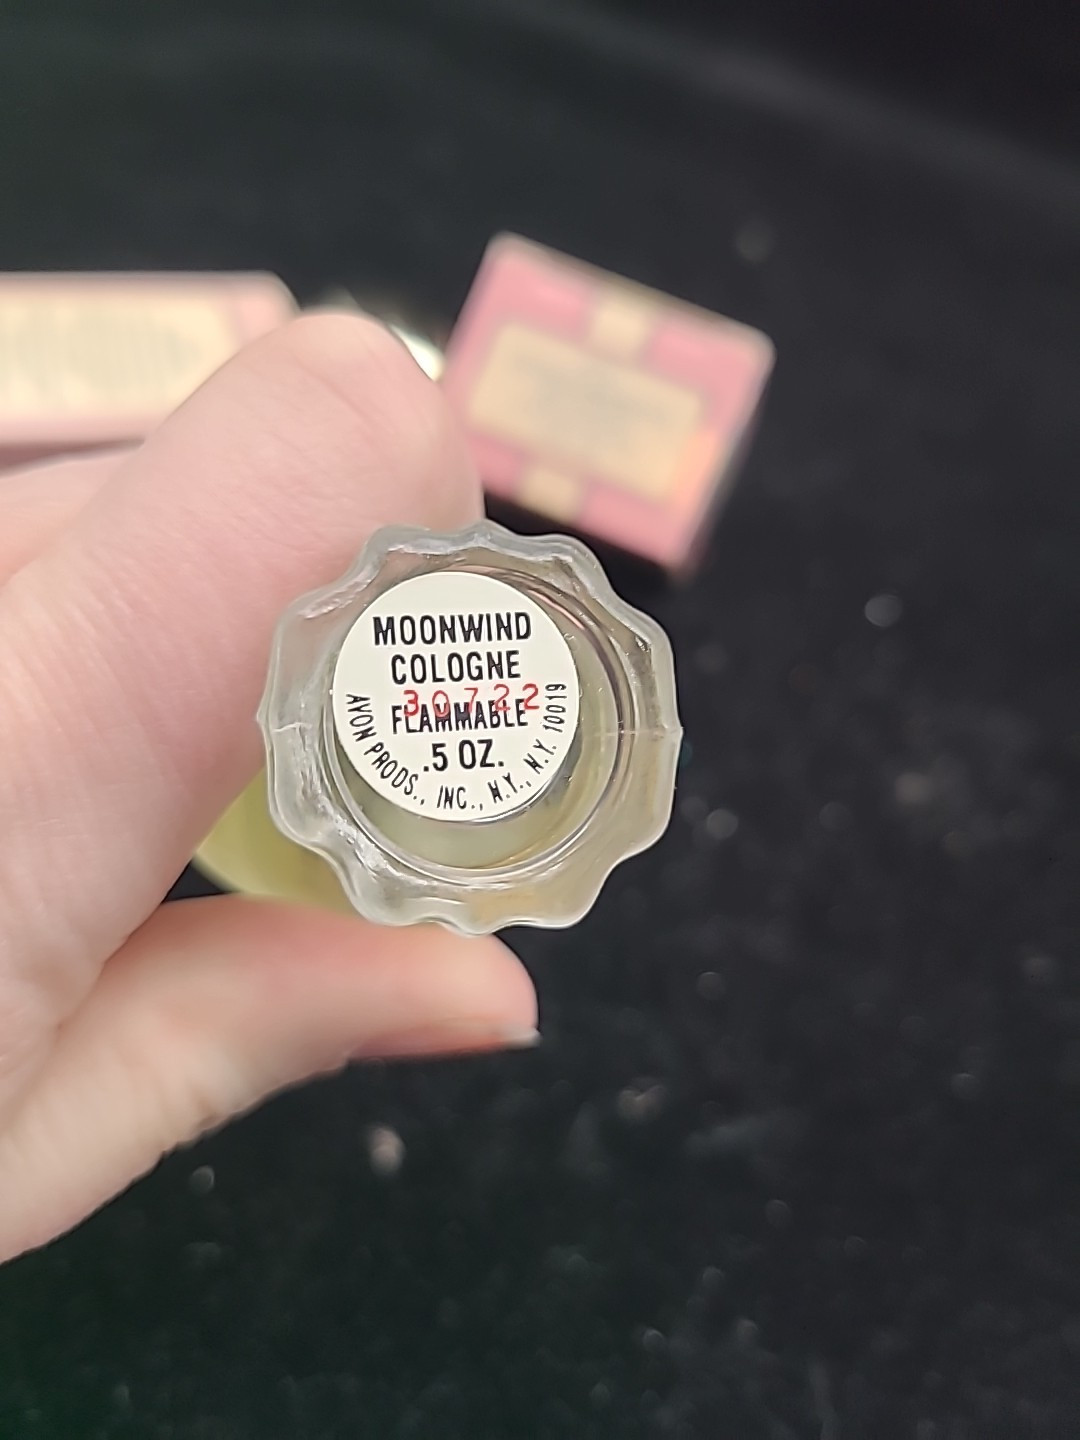 MOONWIND
COLOGNE
30722
FLAMMABLE
.5 OZ.
AVON PRODS., INC., N.Y., N.Y. 10019